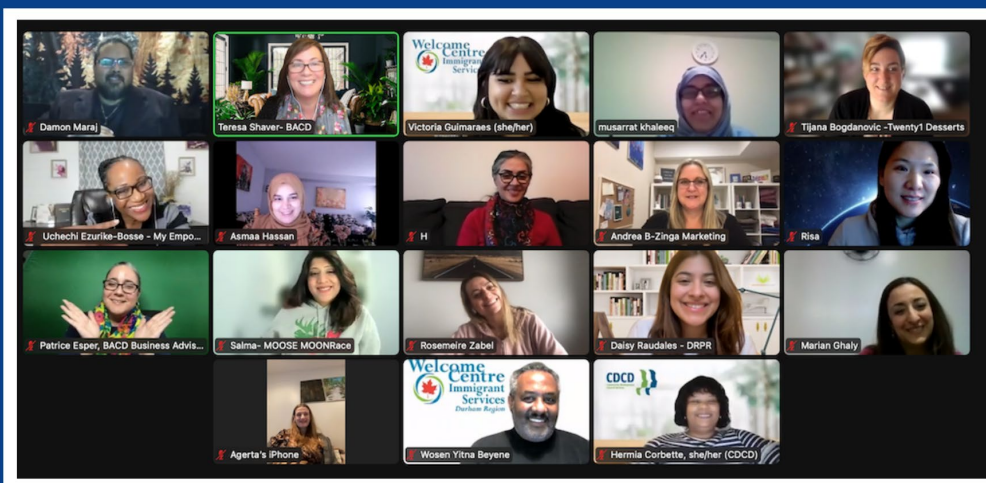 Welcome
Centre
Immigrant
Services
Damon Maraj
Teresa Shaver- BACD
Victoria Guimaraes (she/her)
musarrat khaleeq
Tijana Bogdanovic -Twenty1 Desserts
Uchechi Ezurike-Bosse - My Empo...
Asmaa Hassan
H
Andrea B-Zinga Marketing
Risa
Patrice Esper, BACD Business Advis...
Salma- MOOSE MOONRace
Rosemeire Zabel
Daisy Raudales - DRPR
Marian Ghaly
Welcome
Centre
Immigrant
Services
Durham Region
CDCD
Agerta's iPhone
Wosen Yitna Beyene
Hermia Corbette, she/her (CDCD)